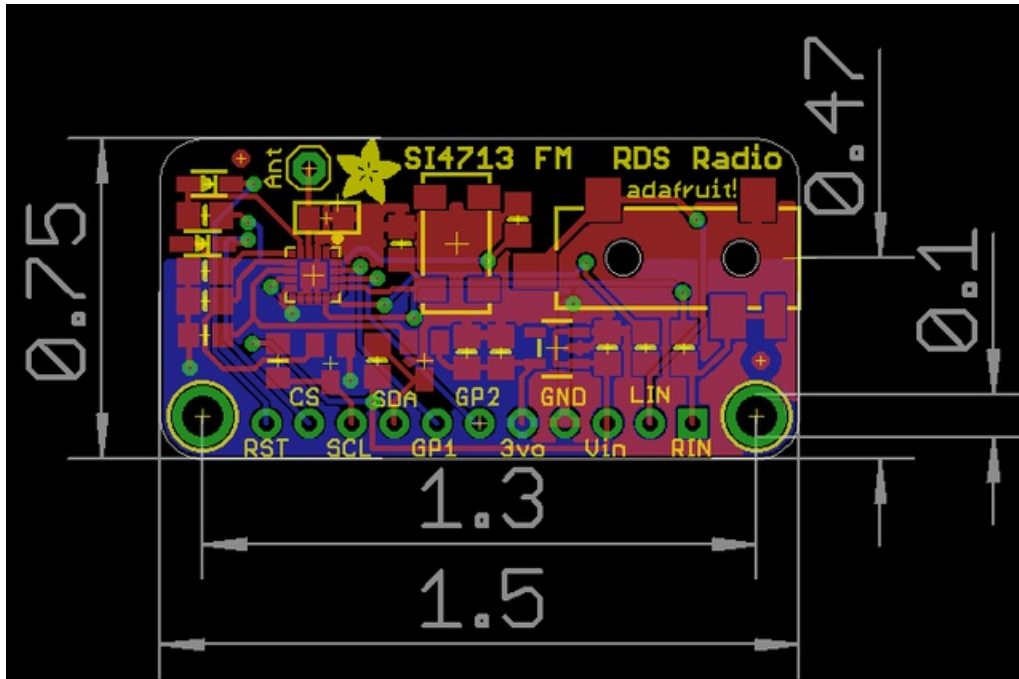 0.47
Ant
SI4713 FM RDS Radio
adafruit!
0.75
0.1
CS SDA GP2 GND LIN
RST SCL GP1 3vo Vin RIN
1.3
1.5